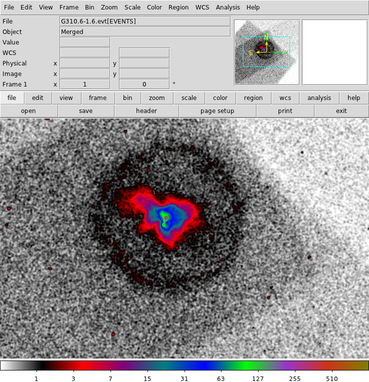 File Edit View Frame Bin Zoom Scale Color Region WCS Analysis Help
File G310.6-1.6.evt[EVENTS]
Object Merged
Value
WCS
Physical x y
Image x y
Frame 1 x 1 0 °
file edit view frame bin zoom scale color region wcs analysis help
open save header page setup print exit
1 3 7 15 31 63 127 255 510